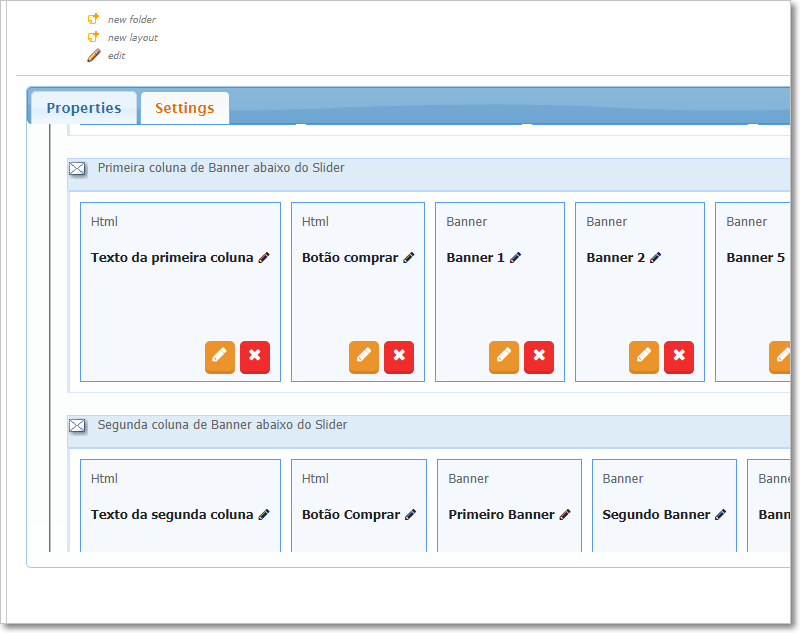 new folder
new layout
edit
Properties Settings
Primeira coluna de Banner abaixo do Slider
Html Html Banner Banner Banner
Texto da primeira coluna Botão comprar Banner 1 Banner 2 Banner 5
Segunda coluna de Banner abaixo do Slider
Html Html Banner Banner Banne
Texto da segunda coluna Botão Comprar Primeiro Banner Segundo Banner Bann